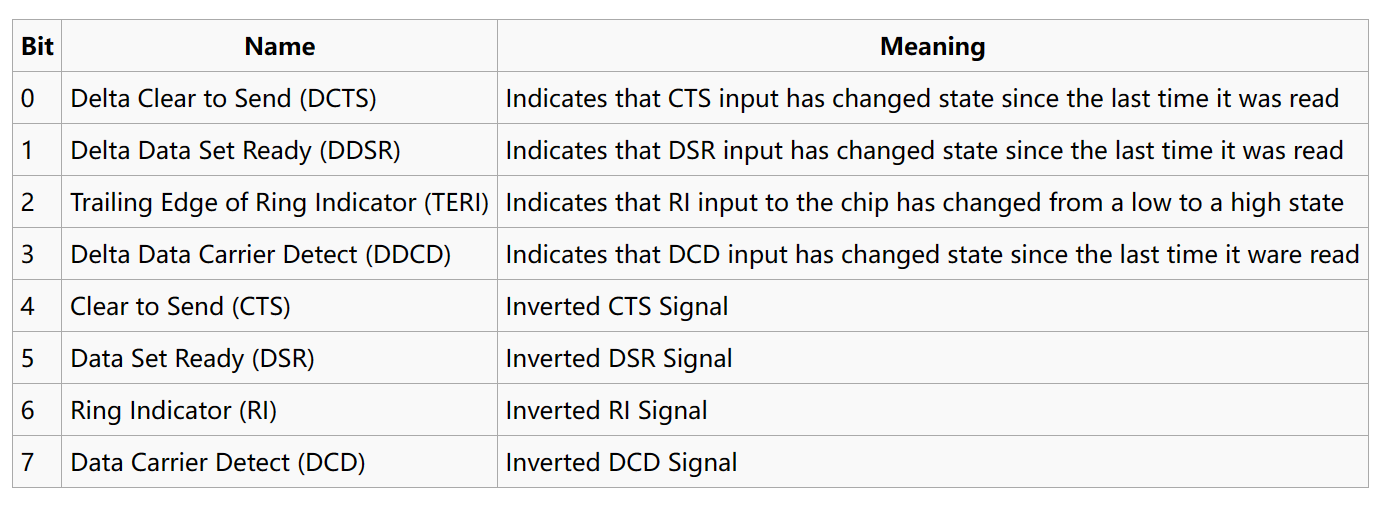 Bit Name Meaning
0 Delta Clear to Send (DCTS) Indicates that CTS input has changed state since the last time it was read
1 Delta Data Set Ready (DDSR) Indicates that DSR input has changed state since the last time it was read
2 Trailing Edge of Ring Indicator (TERI) Indicates that RI input to the chip has changed from a low to a high state
3 Delta Data Carrier Detect (DDCD) Indicates that DCD input has changed state since the last time it ware read
4 Clear to Send (CTS) Inverted CTS Signal
5 Data Set Ready (DSR) Inverted DSR Signal
6 Ring Indicator (RI) Inverted RI Signal
7 Data Carrier Detect (DCD) Inverted DCD Signal